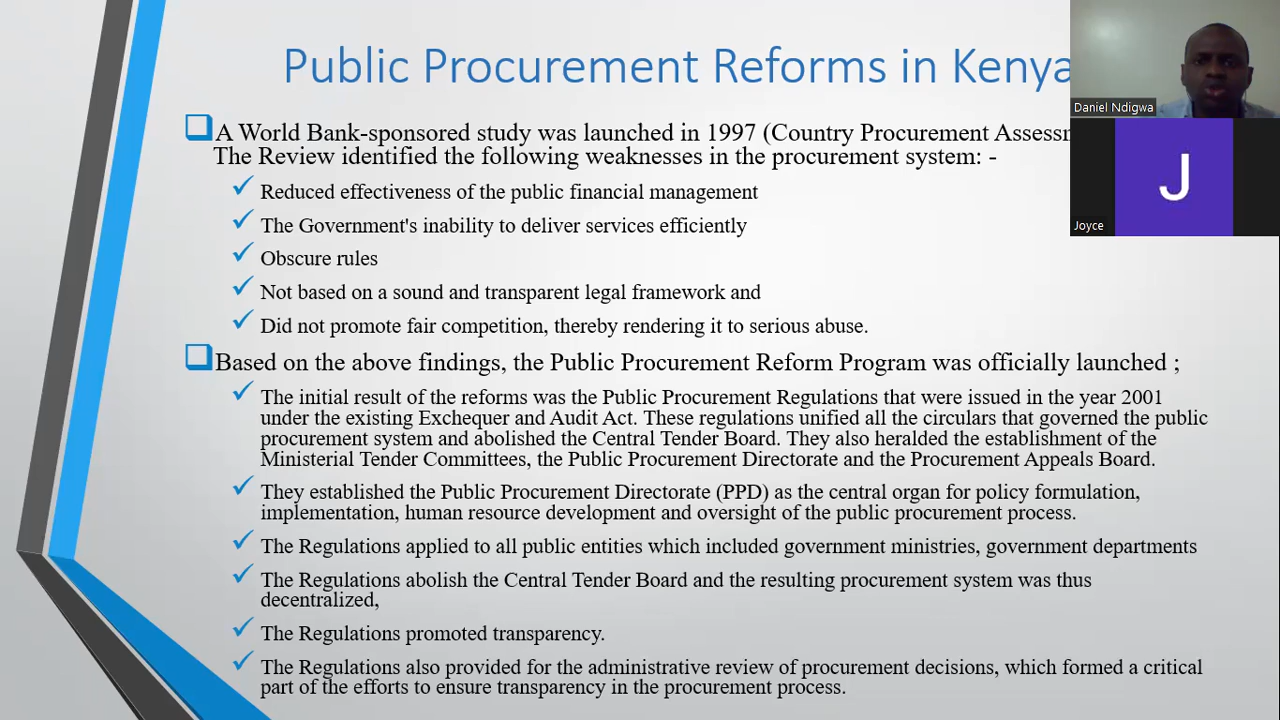 Public Procurement Reforms in Kenya
A World Bank-sponsored study was launched in 1997 (Country Procurement
The Review identified the following weaknesses in the procurement system: -
Reduced effectiveness of the public financial management
The Government's inability to deliver services efficiently
Obscure rules
Not based on a sound and transparent legal framework and
Did not promote fair competition, thereby rendering it to serious abuse.
Based on the above findings, the Public Procurement Reform Program was officially launched ;
The initial result of the reforms was the Public Procurement Regulations that were issued in the year 2001
under the existing Exchequer and Audit Act. These regulations unified all the circulars that governed the public
procurement system and abolished the Central Tender Board. They also heralded the establishment of the
Ministerial Tender Committees, the Public Procurement Directorate and the Procurement Appeals Board.
They established the Public Procurement Directorate (PPD) as the central organ for policy formulation,
implementation, human resource development and oversight of the public procurement process.
The Regulations applied to all public entities which included government ministries, government departments
The Regulations abolish the Central Tender Board and the resulting procurement system was thus
decentralized,
The Regulations promoted transparency.
The Regulations also provided for the administrative review of procurement decisions, which formed a critical
part of the efforts to ensure transparency in the procurement process.
Daniel Ndigwa
J
Joyce